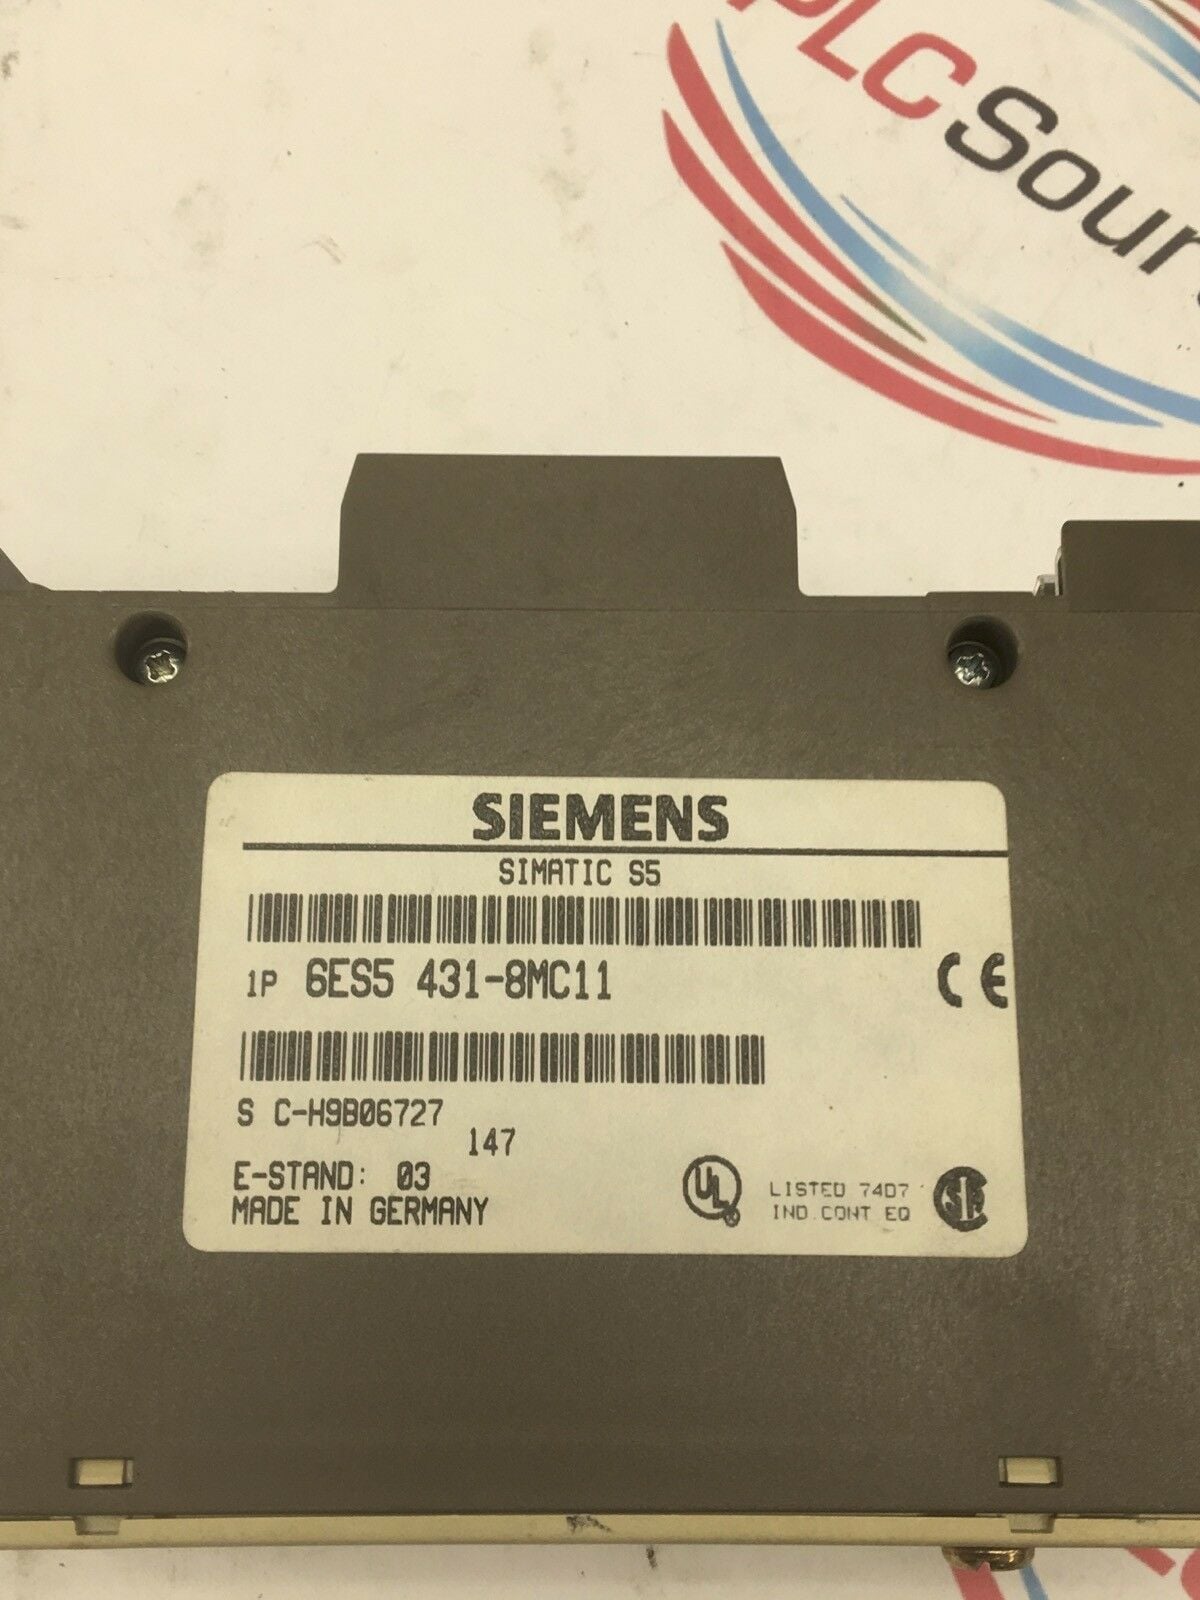 PLC Sour
SIEMENS
SIMATIC S5
1P 6ES5 431-8MC11
CE
S C-H9B06727
147
E-STAND: 03
MADE IN GERMANY
UL
LISTED 74D7
IND.CONT EQ